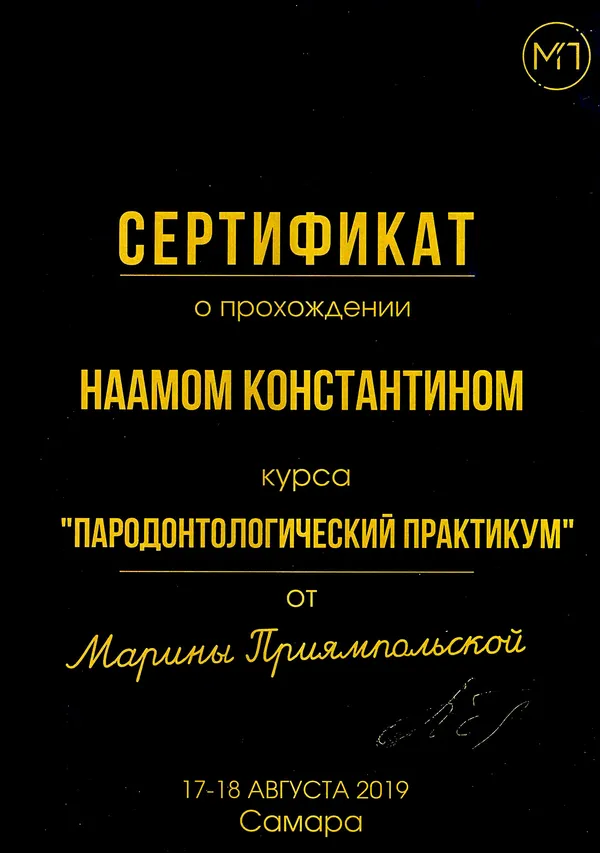 МП
СЕРТИФИКАТ
о прохождении
НААМОМ КОНСТАНТИНОМ
курса
"ПАРОДОНТОЛОГИЧЕСКИЙ ПРАКТИКУМ"
от
Марины Приямпольской
17-18 АВГУСТА 2019
Самара